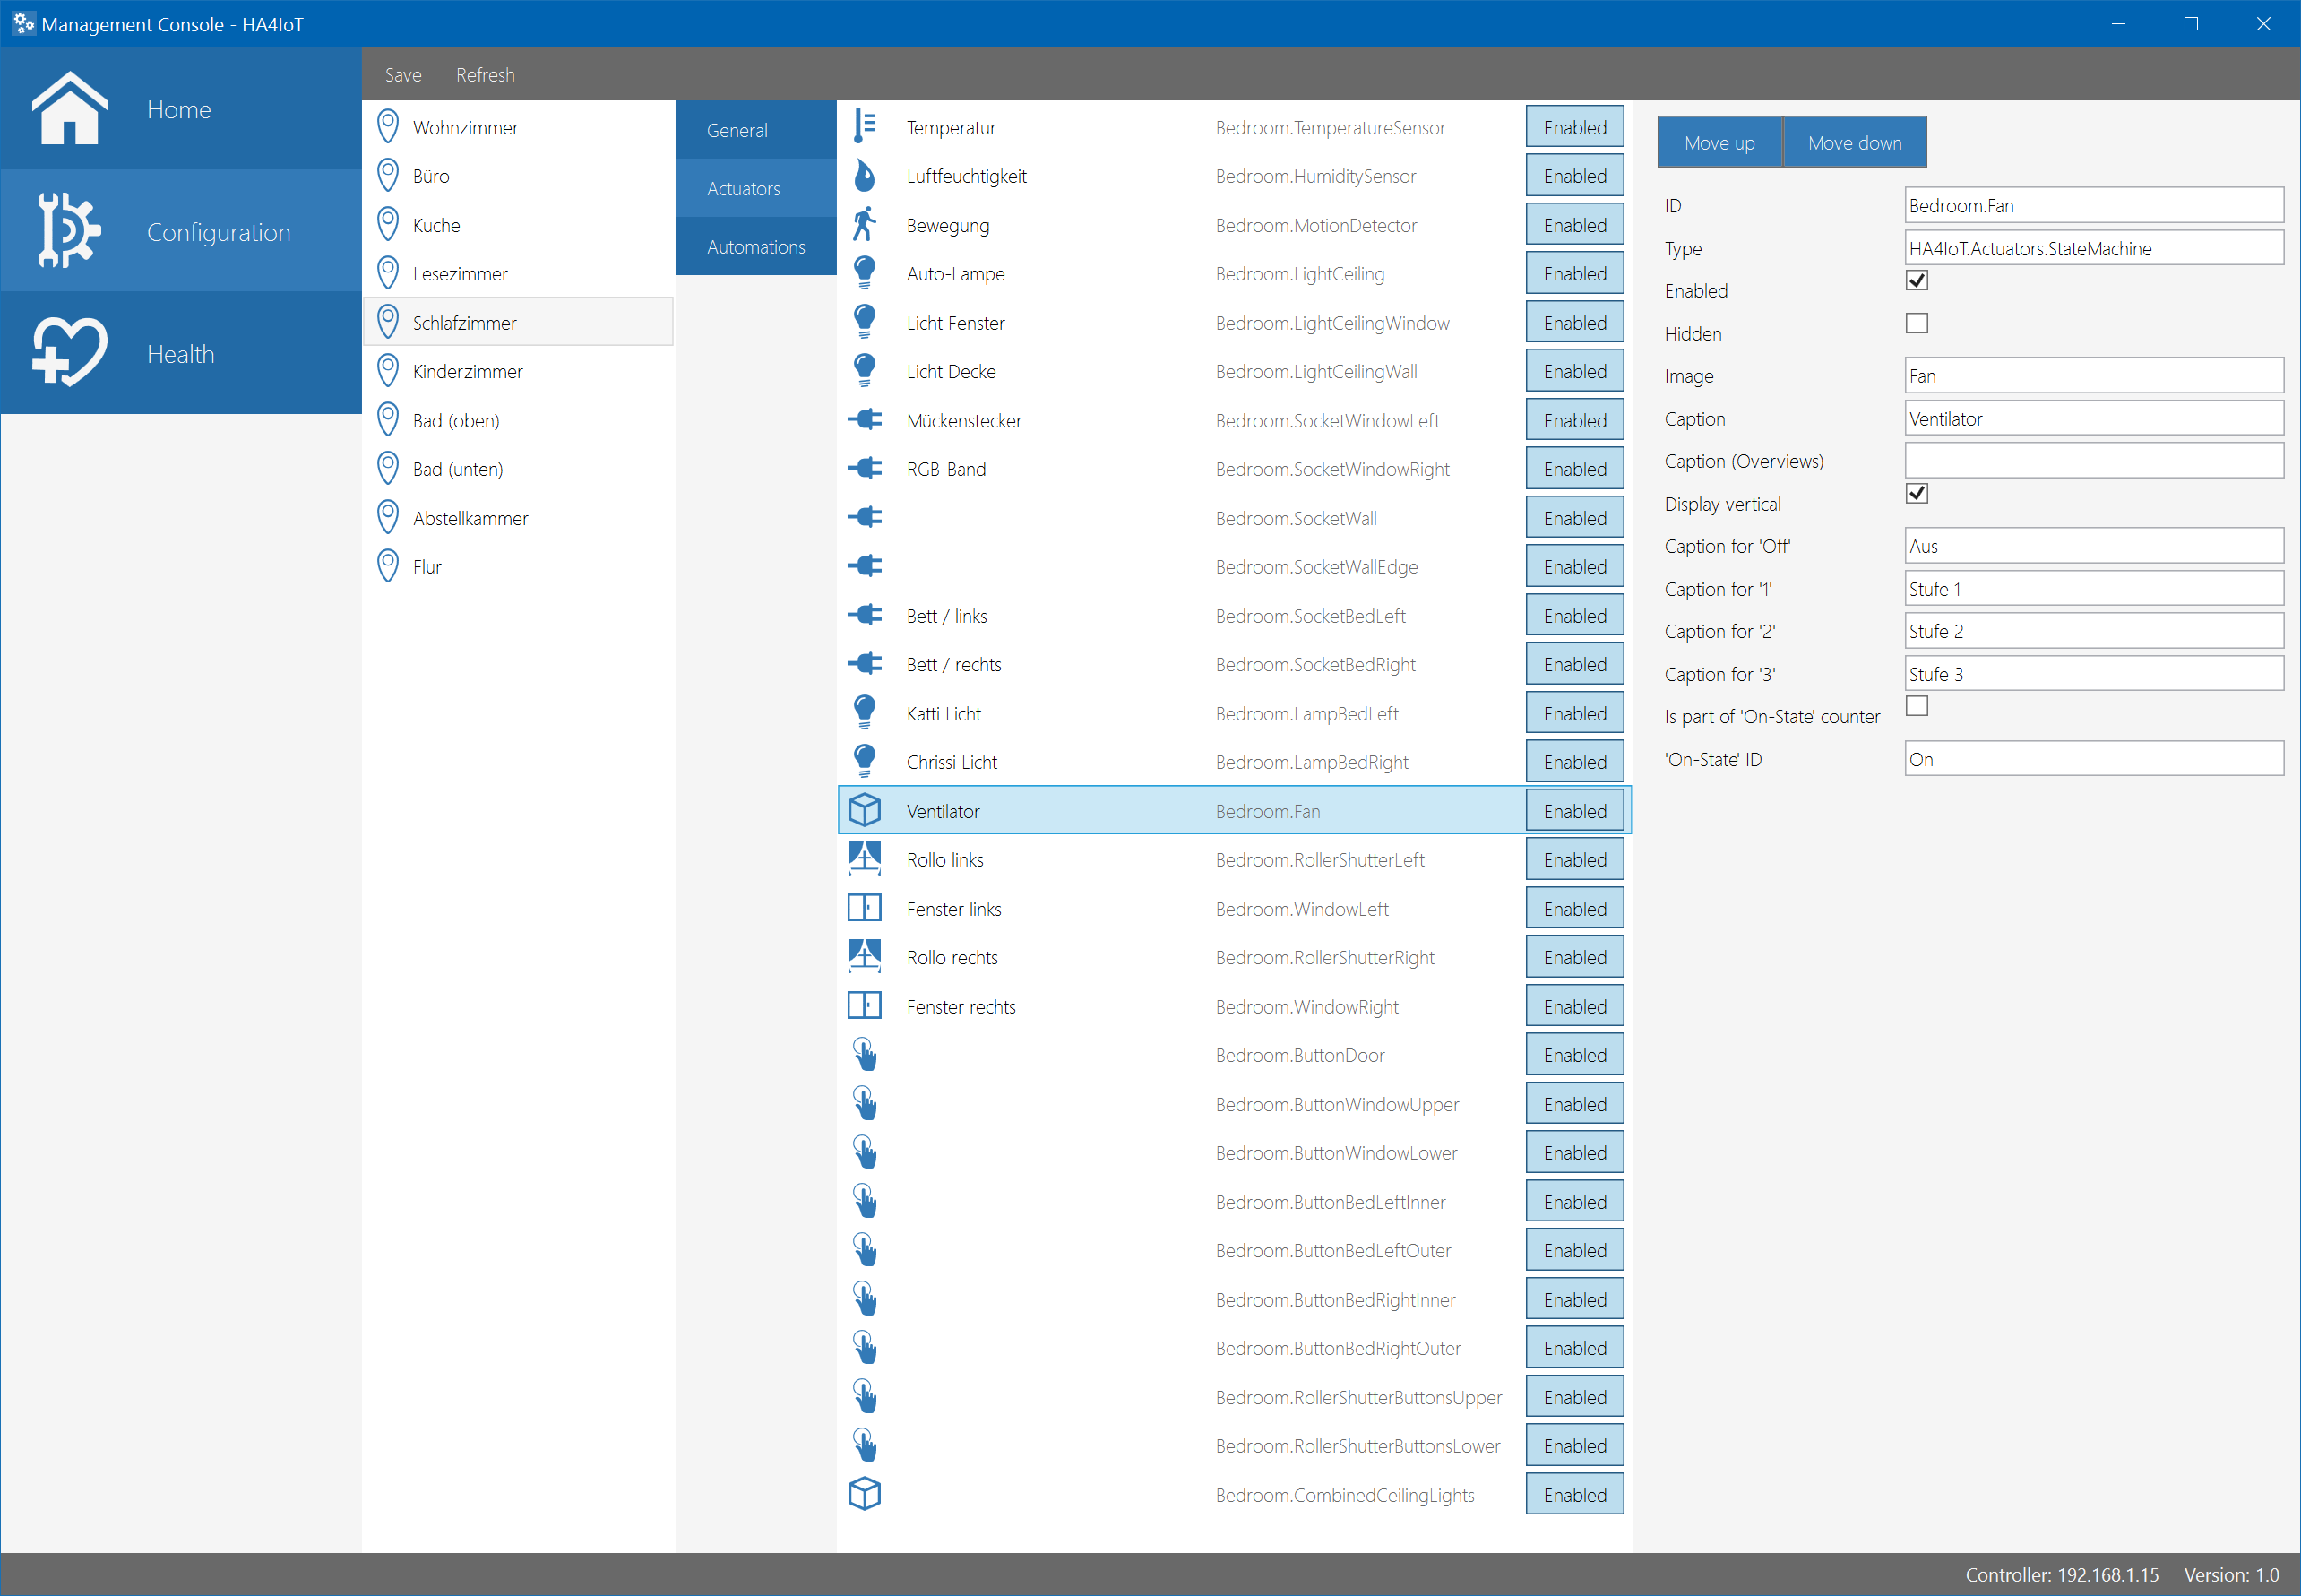 Management Console - HA4IoT
Home
Configuration
Health
Save Refresh
Wohnzimmer
Büro
Küche
Lesezimmer
Schlafzimmer
Kinderzimmer
Bad (oben)
Bad (unten)
Abstellkammer
Flur
General
Actuators
Automations
Temperatur Bedroom.TemperatureSensor Enabled
Luftfeuchtigkeit Bedroom.HumiditySensor Enabled
Bewegung Bedroom.MotionDetector Enabled
Auto-Lampe Bedroom.LightCeiling Enabled
Licht Fenster Bedroom.LightCeilingWindow Enabled
Licht Decke Bedroom.LightCeilingWall Enabled
Mückenstecker Bedroom.SocketWindowLeft Enabled
RGB-Band Bedroom.SocketWindowRight Enabled
Bedroom.SocketWall Enabled
Bedroom.SocketWallEdge Enabled
Bett / links Bedroom.SocketBedLeft Enabled
Bett / rechts Bedroom.SocketBedRight Enabled
Katti Licht Bedroom.LampBedLeft Enabled
Chrissi Licht Bedroom.LampBedRight Enabled
Ventilator Bedroom.Fan Enabled
Rollo links Bedroom.RollerShutterLeft Enabled
Fenster links Bedroom.WindowLeft Enabled
Rollo rechts Bedroom.RollerShutterRight Enabled
Fenster rechts Bedroom.WindowRight Enabled
Bedroom.ButtonDoor Enabled
Bedroom.ButtonWindowUpper Enabled
Bedroom.ButtonWindowLower Enabled
Bedroom.ButtonBedLeftInner Enabled
Bedroom.ButtonBedLeftOuter Enabled
Bedroom.ButtonBedRightInner Enabled
Bedroom.ButtonBedRightOuter Enabled
Bedroom.RollerShutterButtonsUpper Enabled
Bedroom.RollerShutterButtonsLower Enabled
Bedroom.CombinedCeilingLights Enabled
Move up Move down
ID Bedroom.Fan
Type HA4IoT.Actuators.StateMachine
Enabled
Hidden
Image Fan
Caption Ventilator
Caption (Overviews)
Display vertical
Caption for 'Off' Aus
Caption for '1' Stufe 1
Caption for '2' Stufe 2
Caption for '3' Stufe 3
Is part of 'On-State' counter
'On-State' ID On
Controller: 192.168.1.15 Version: 1.0